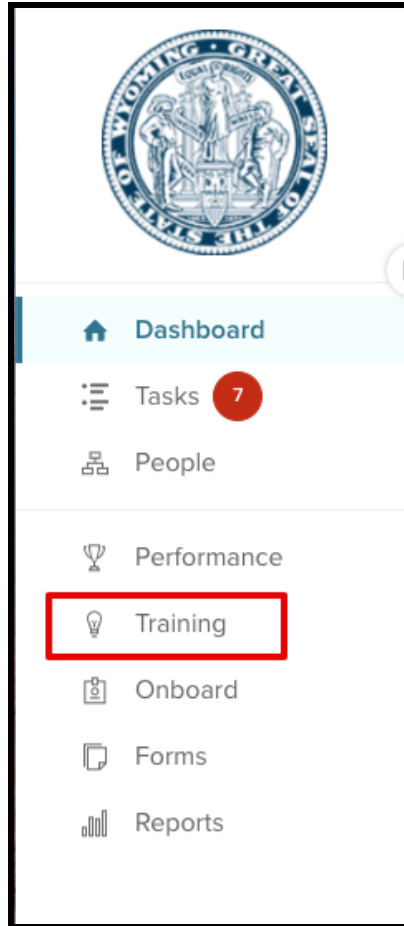 WYOMING · GREAT SEAL OF THE STATE OF
EQUAL RIGHTS
Dashboard
Tasks 7
People
Performance
Training
Onboard
Forms
Reports